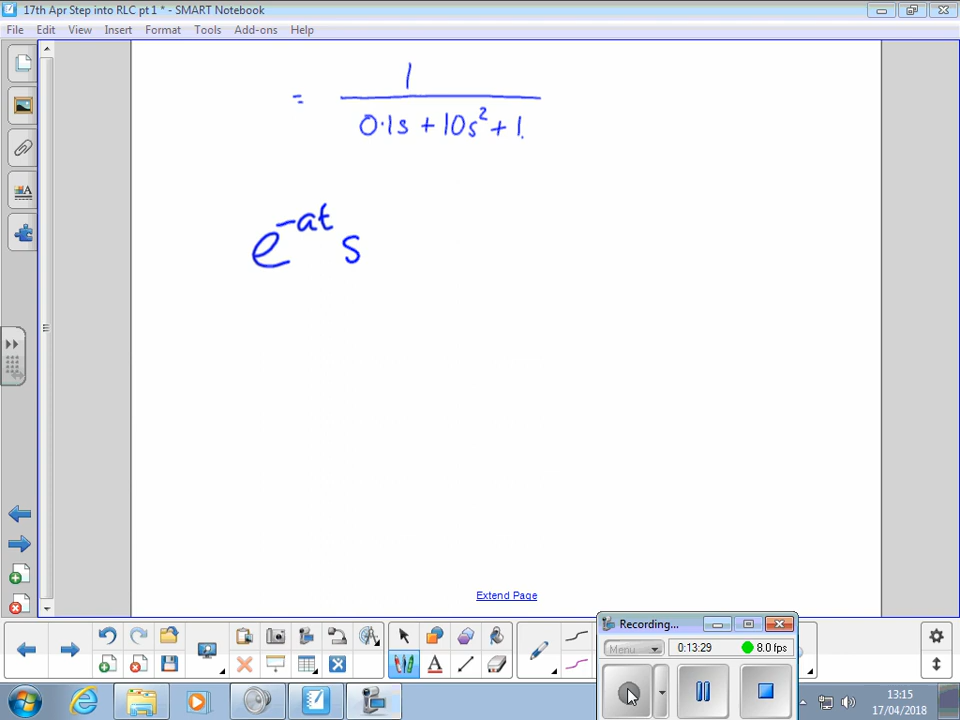 17th Apr Step into RLC pt 1 * - SMART Notebook
File Edit View Insert Format Tools Add-ons Help
= 1 / (0.1s + 10s² + 1)
e^-at s
Extend Page
Recording...
Menu 0:13:29 8.0 fps
13:15
17/04/2018